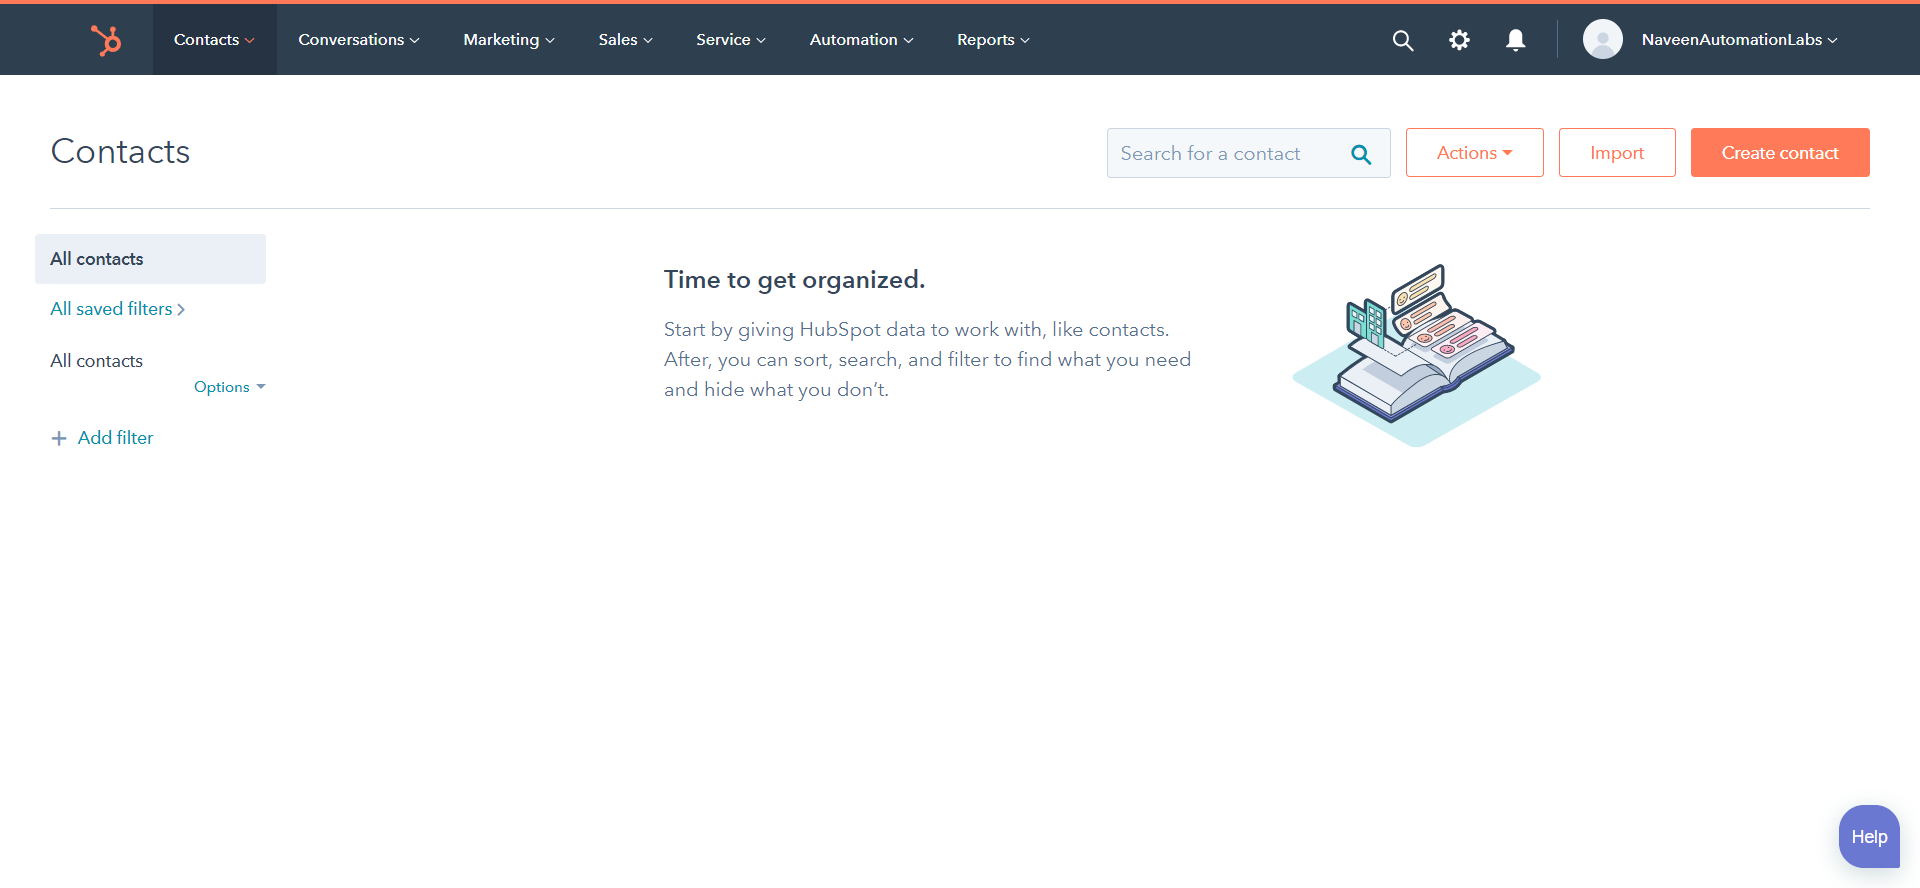 Contacts
Conversations
Marketing
Sales
Service
Automation
Reports
NaveenAutomationLabs
Contacts
Search for a contact
Actions
Import
Create contact
All contacts
All saved filters
All contacts
Options
Add filter
Time to get organized.
Start by giving HubSpot data to work with, like contacts.
After, you can sort, search, and filter to find what you need
and hide what you don’t.
Help